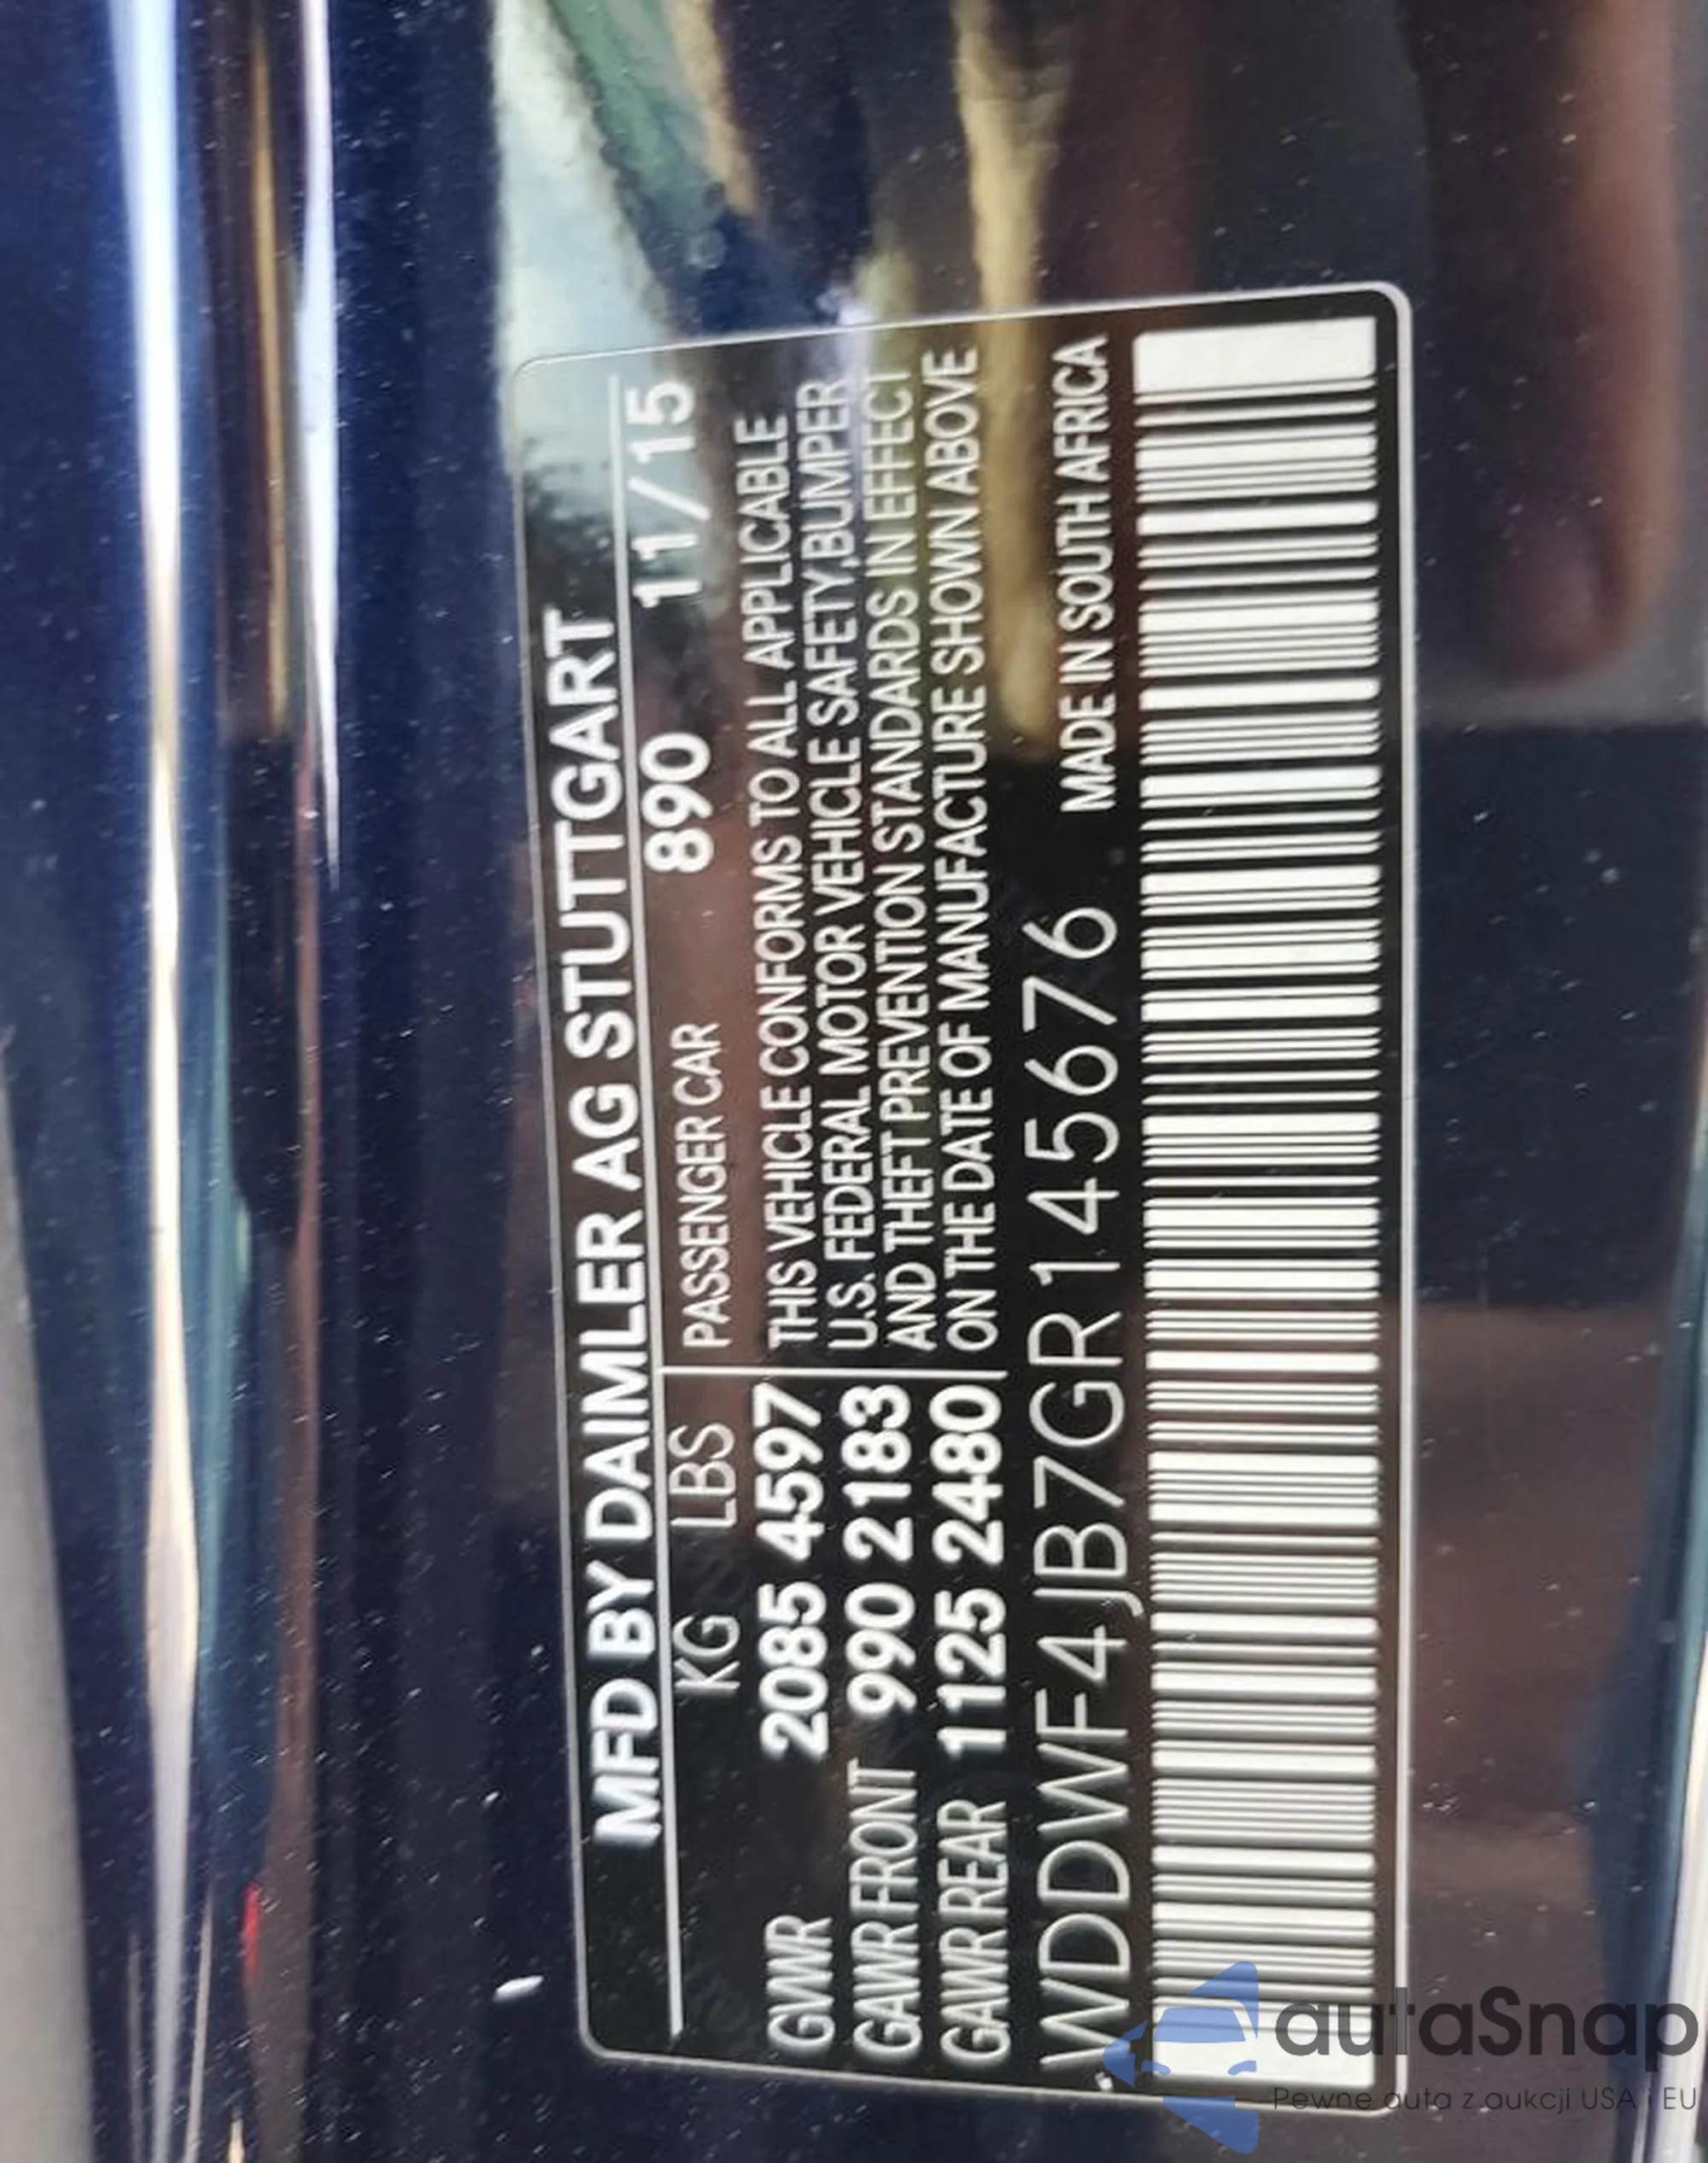 MFD BY DAIMLER AG STUTTGART
KG LBS PASSENGER CAR 890 11/15
GVWR 2085 4597 THIS VEHICLE CONFORMS TO ALL APPLICABLE
GAWR FRONT 990 2183 U.S. FEDERAL MOTOR VEHICLE SAFETY,BUMPER
AND THEFT PREVENTION STANDARDS IN EFFECT
GAWR REAR 1125 2480 ON THE DATE OF MANUFACTURE SHOWN ABOVE
WDDWF4JB7GR145676 MADE IN SOUTH AFRICA
autaSnap
Pewne auta z aukcji USA i EU